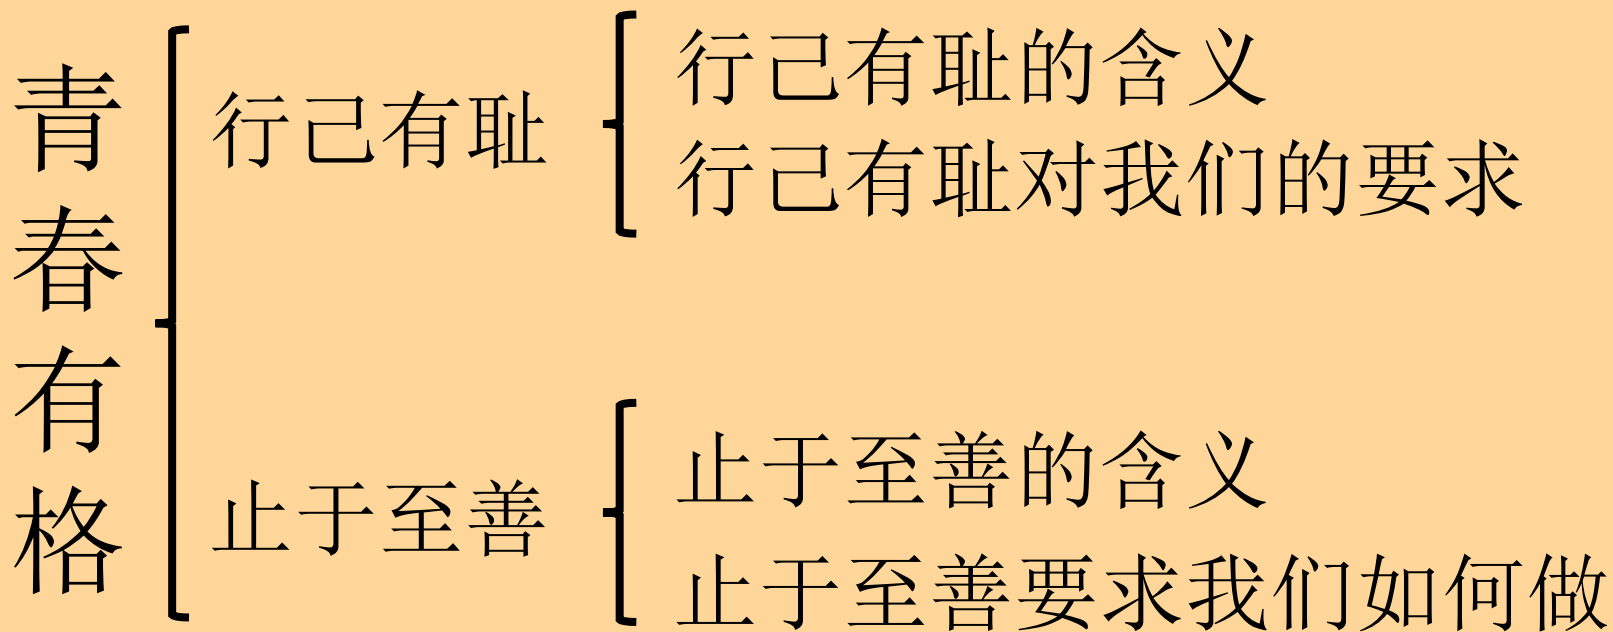 青春有格
行己有耻
行己有耻的含义
行己有耻对我们的要求
止于至善
止于至善的含义
止于至善要求我们如何做